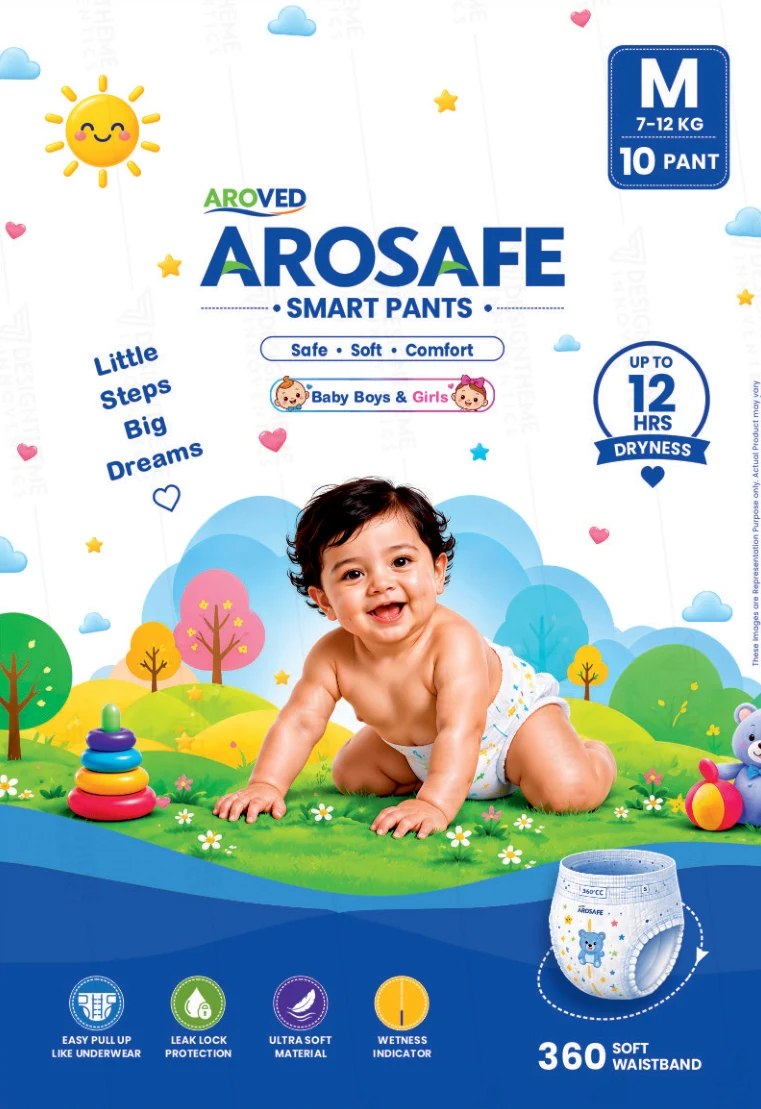 M
7-12 KG
10 PANT
AROVED
AROSAFE
• SMART PANTS •
Safe • Soft • Comfort
Baby Boys & Girls
Little
Steps
Big
Dreams
UP TO
12
HRS
DRYNESS
These Images are Representation Purpose only. Actual Product may vary
360°CC
S
AROSAFE
EASY PULL UP
LIKE UNDERWEAR
LEAK LOCK
PROTECTION
ULTRA SOFT
MATERIAL
WETNESS
INDICATOR
360 SOFT
WAISTBAND